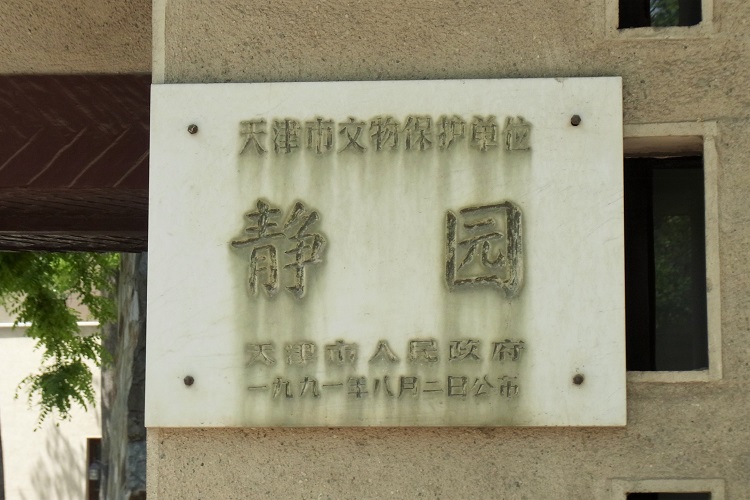 天津市文物保护单位
静园
天津市人民政府
一九九一年八月二日公布